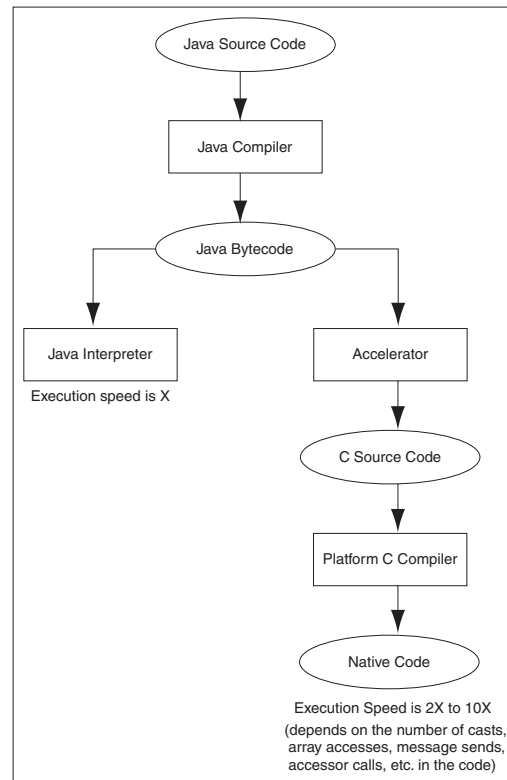 Java Source Code
Java Compiler
Java Bytecode
Java Interpreter
Execution speed is X
Accelerator
C Source Code
Platform C Compiler
Native Code
Execution Speed is 2X to 10X
(depends on the number of casts,
array accesses, message sends,
accessor calls, etc. in the code)